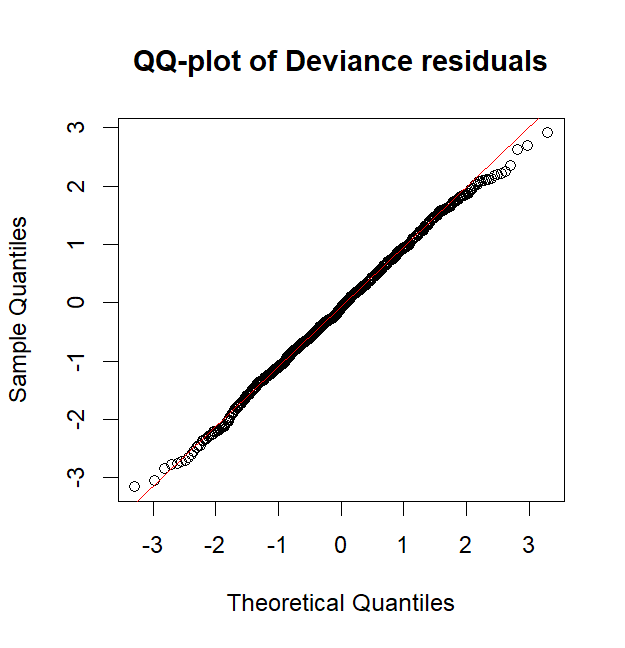 QQ-plot of Deviance residuals
Sample Quantiles
3
2
1
0
-1
-2
-3
-3 -2 -1 0 1 2 3
Theoretical Quantiles